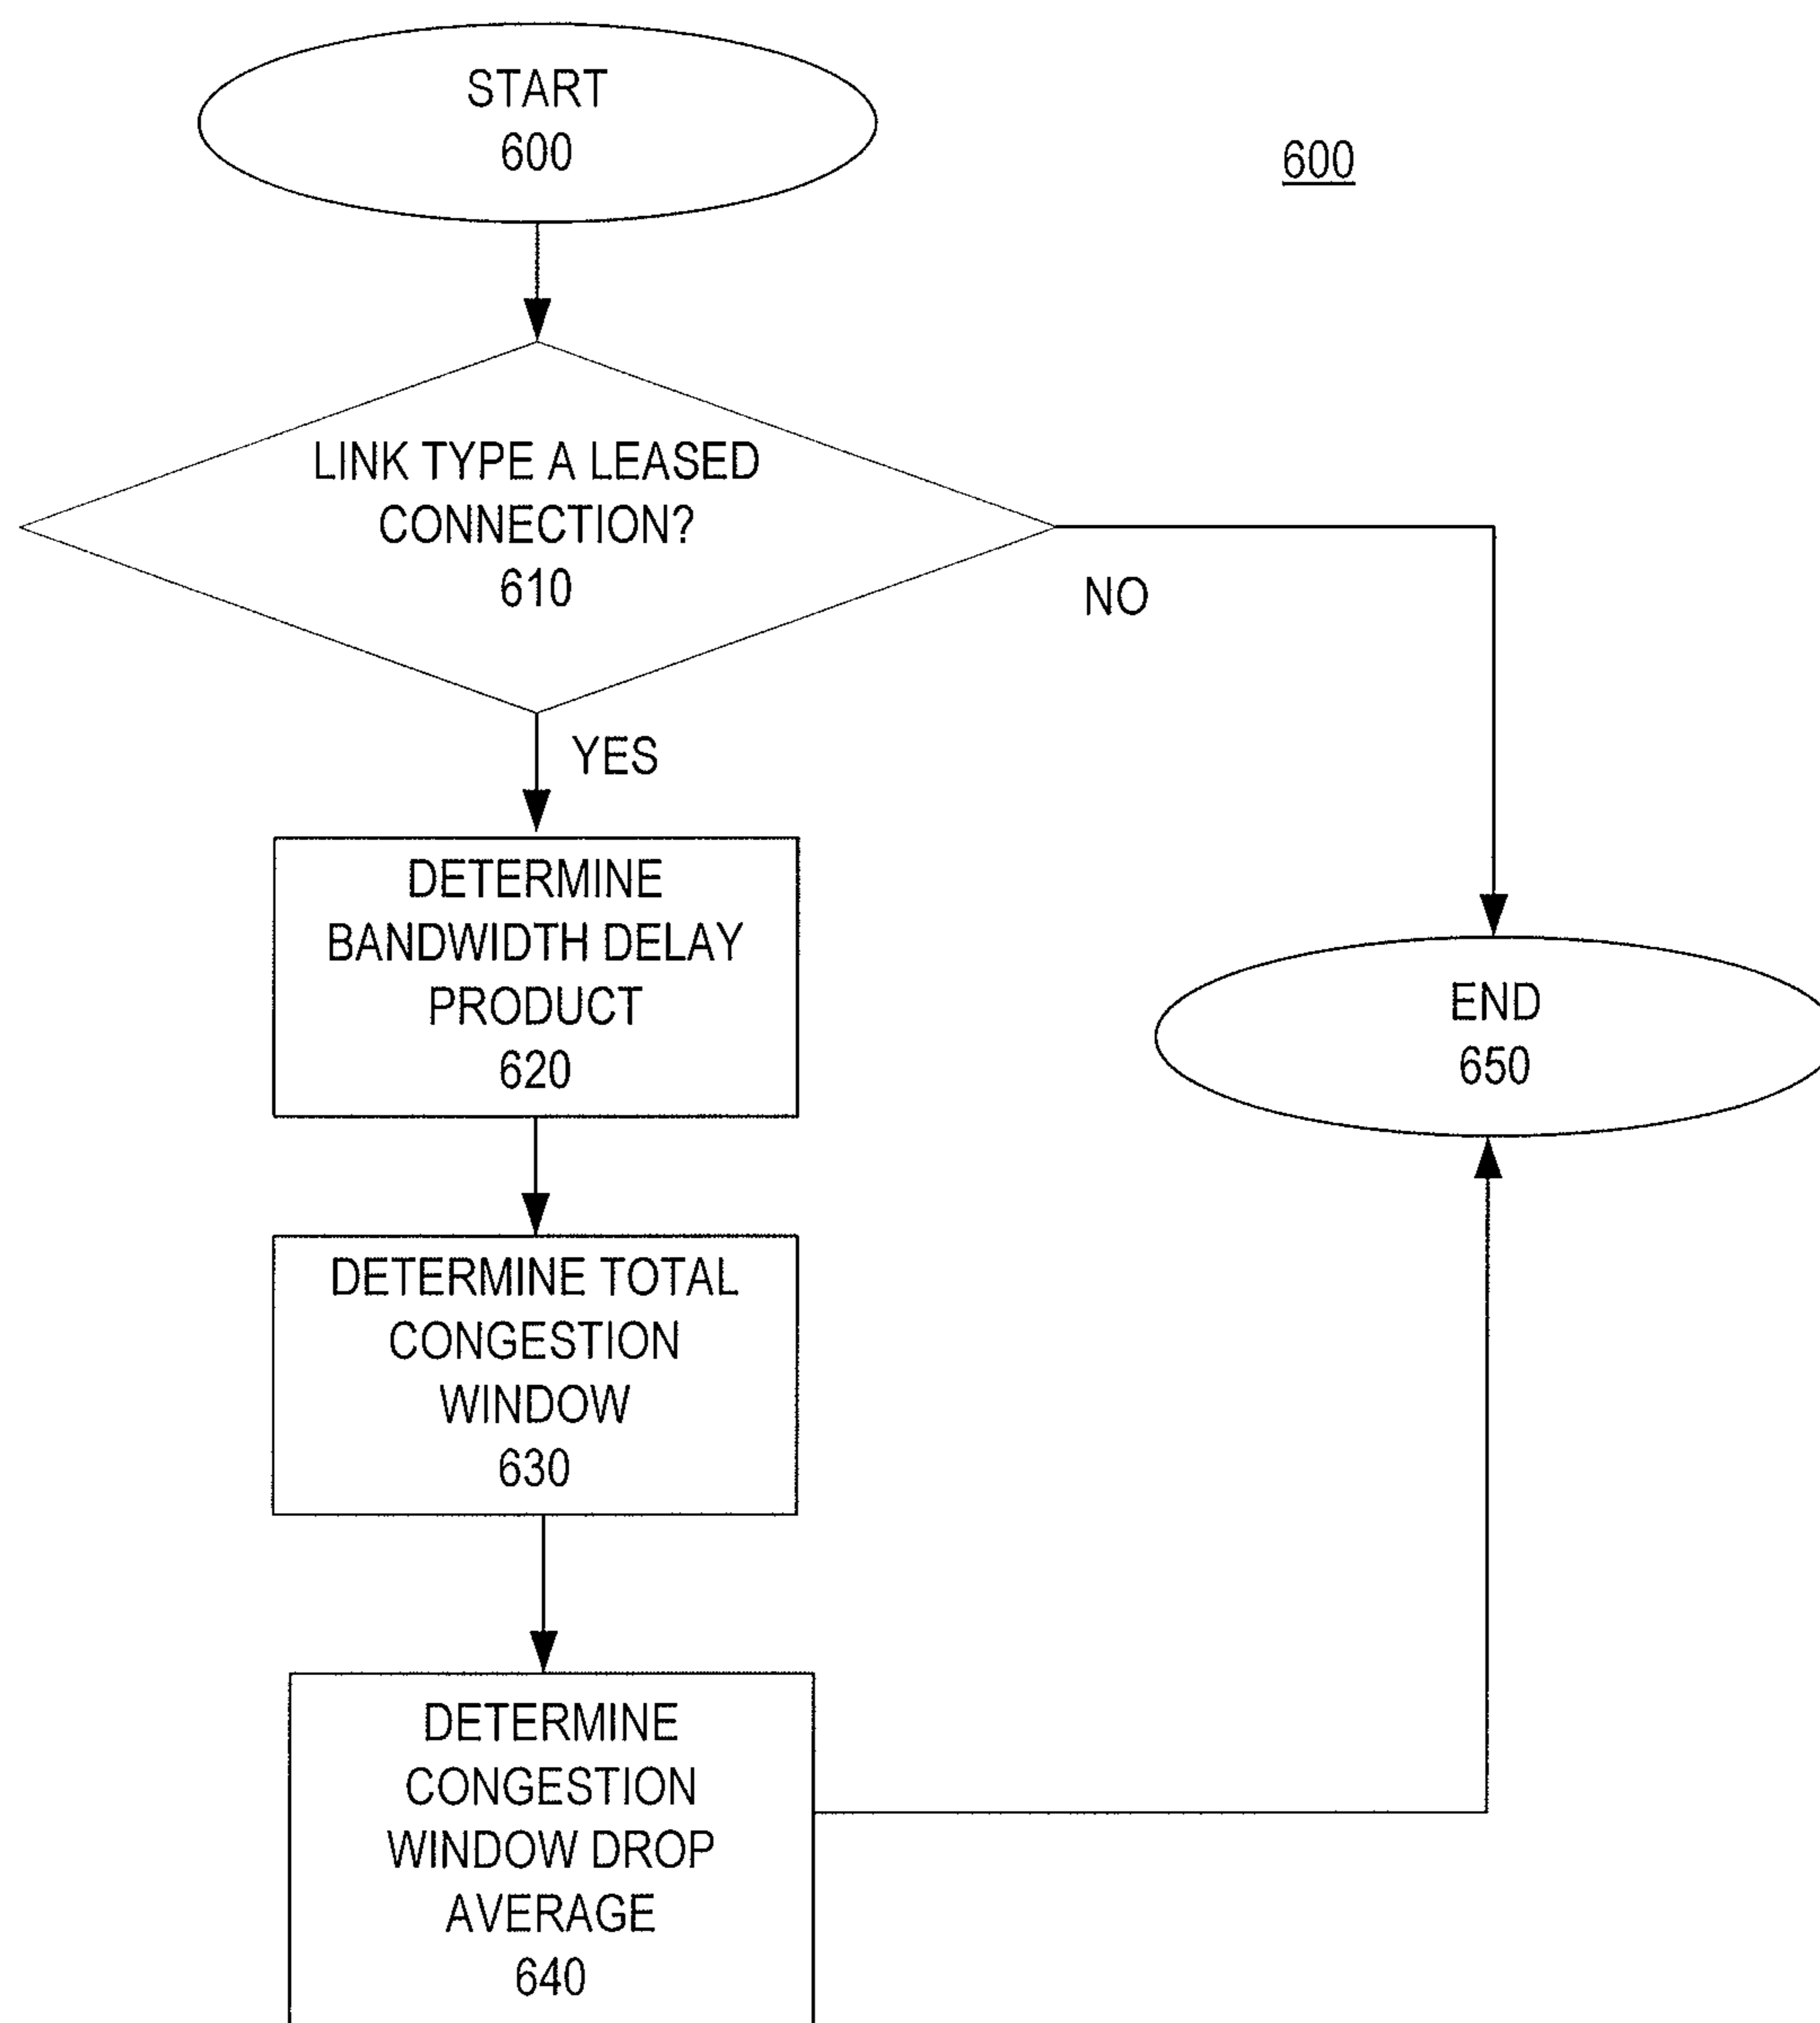 START
600
600
LINK TYPE A LEASED
CONNECTION?
610
NO
YES
DETERMINE
BANDWIDTH DELAY
PRODUCT
620
END
650
DETERMINE TOTAL
CONGESTION
WINDOW
630
DETERMINE
CONGESTION
WINDOW DROP
AVERAGE
640